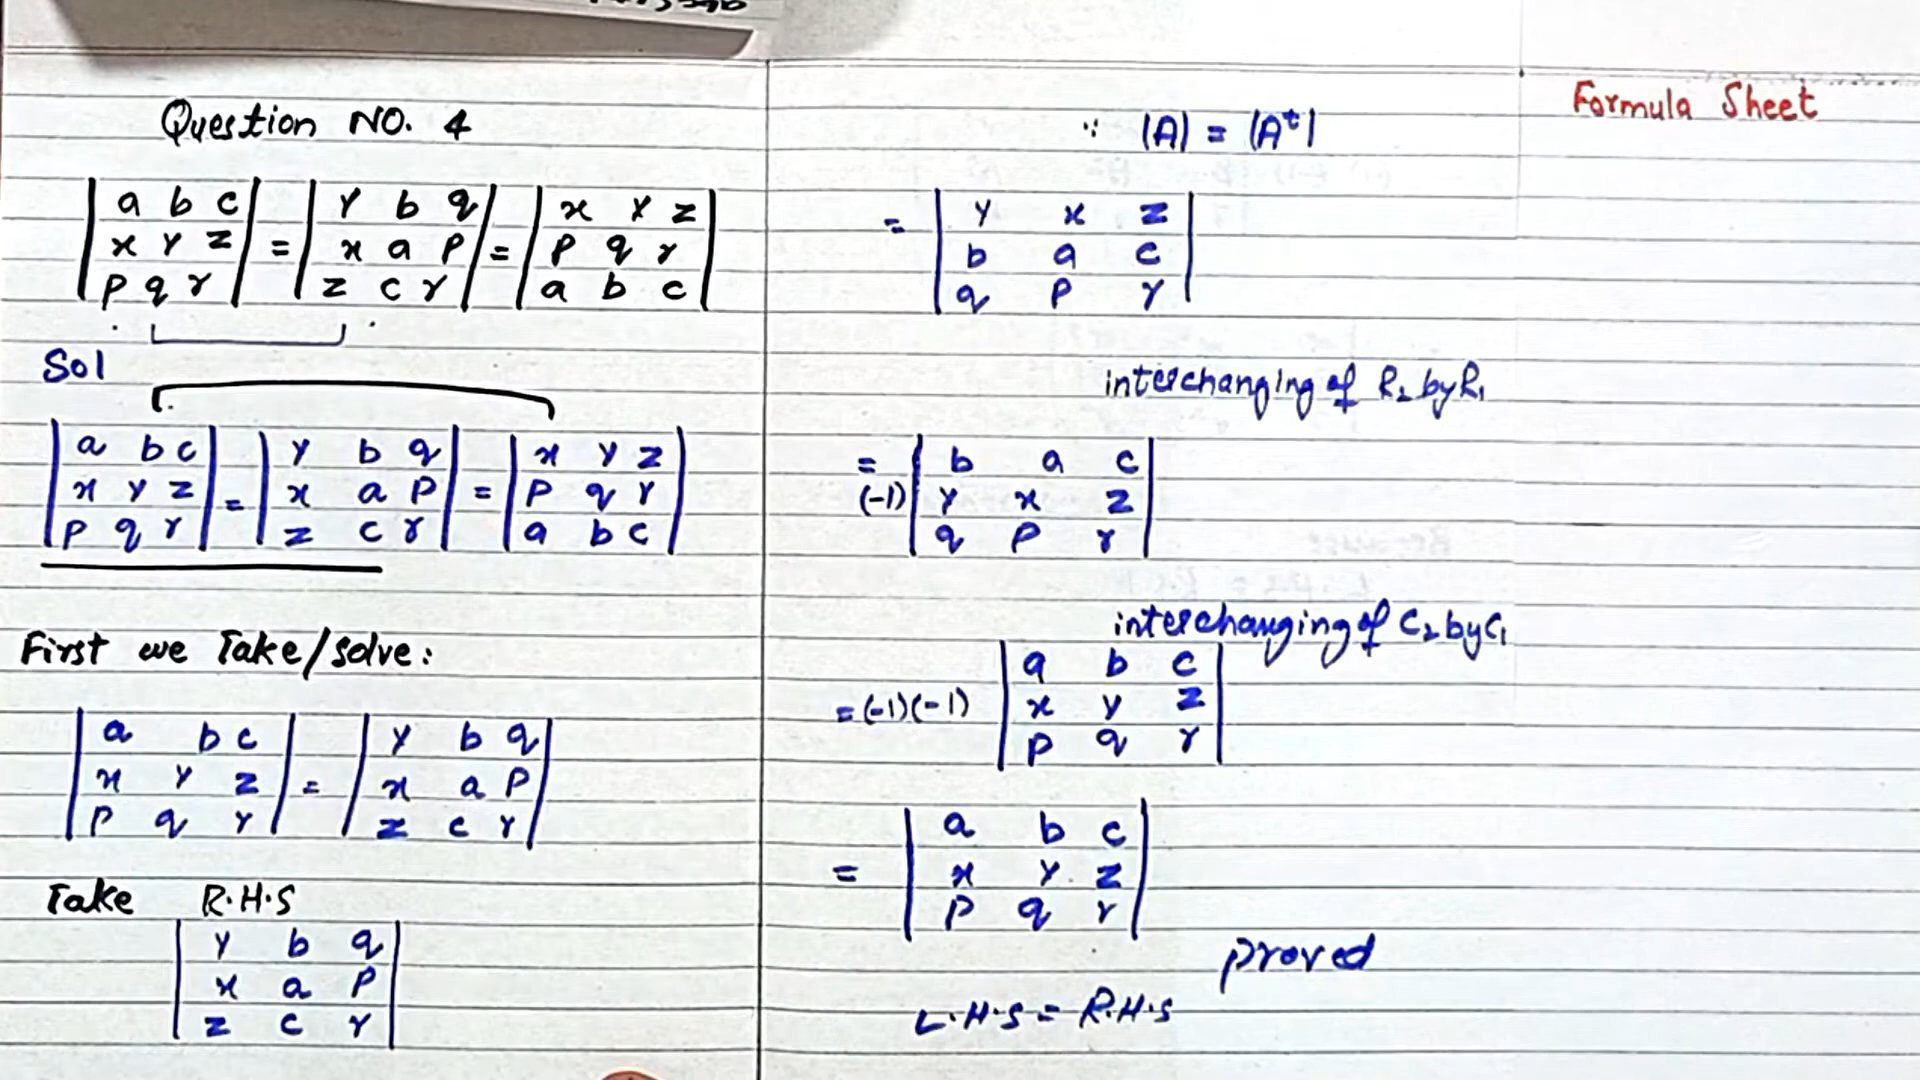 Question NO. 4
| a b c | = | Y b q | = | x Y z |
| x Y z | | x a p | | p q r |
| p q r | | z c r | | a b c |
Sol
| a b c | = | Y b q | = | x Y z |
| x Y z | | x a p | | p q r |
| p q r | | z c r | | a b c |
First we Take/solve:
| a b c | = | Y b q |
| x Y z | | x a p |
| p q r | | z c r |
Take R.H.S
| Y b q |
| x a p |
| z c r |
∵ |A| = |Aᵗ|
= | Y x z |
| b a c |
| q p r |
interchanging of R₂ by R₁
= (-1) | b a c |
| Y x z |
| q p r |
interchanging of C₂ by C₁
= (-1)(-1) | a b c |
| x Y z |
| p q r |
= | a b c |
| x Y z |
| p q r |
proved
L.H.S = R.H.S
Formula Sheet